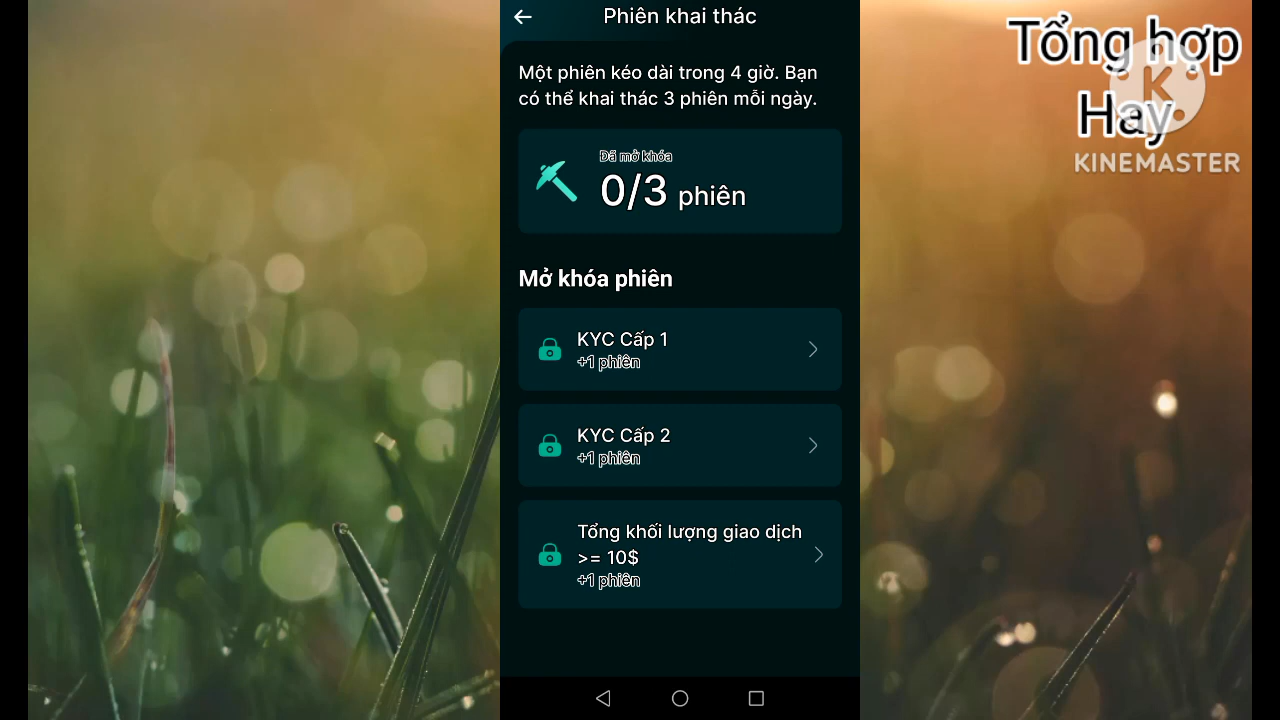 Phiên khai thác
Một phiên kéo dài trong 4 giờ. Bạn
có thể khai thác 3 phiên mỗi ngày.
Đã mở khóa
0/3 phiên
Mở khóa phiên
KYC Cấp 1
+1 phiên
KYC Cấp 2
+1 phiên
Tổng khối lượng giao dịch
>= 10$
+1 phiên
Tổng hợp
Hay
K
KINEMASTER